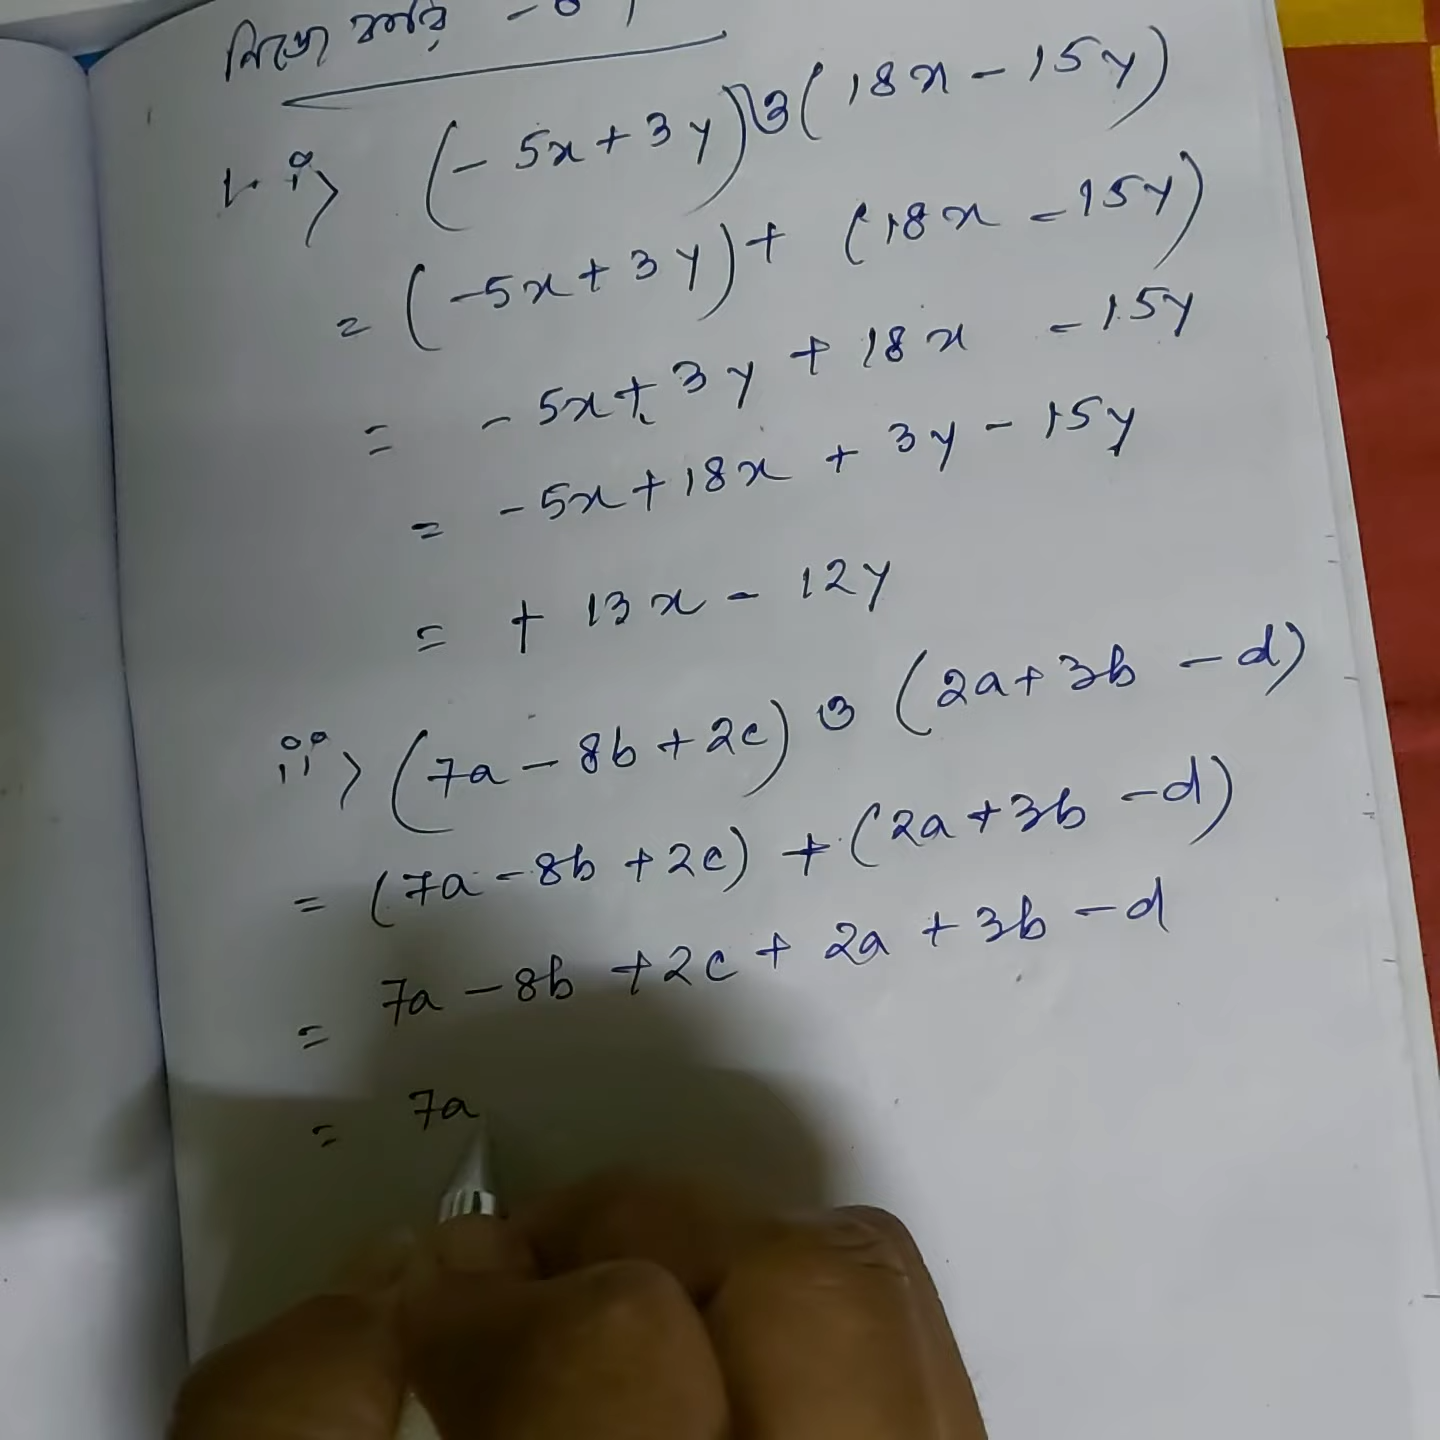 নিজে করি
1. i> (- 5x + 3y) ও (18x - 15y)
= (-5x + 3y) + (18x - 15y)
= - 5x + 3y + 18x - 15y
= - 5x + 18x + 3y - 15y
= + 13x - 12y
ii> (7a - 8b + 2c) ও (2a + 3b - d)
= (7a - 8b + 2c) + (2a + 3b - d)
= 7a - 8b + 2c + 2a + 3b - d
= 7a